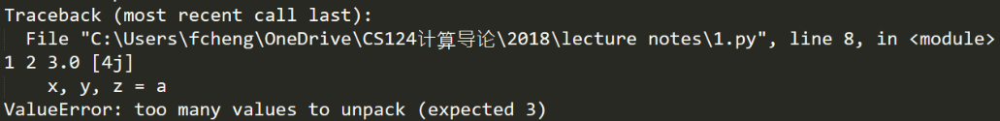 Traceback (most recent call last):
  File "C:\Users\fcheng\OneDrive\CS124计算导论\2018\lecture notes\1.py", line 8, in <module>
1 2 3.0 [4j]
    x, y, z = a
ValueError: too many values to unpack (expected 3)